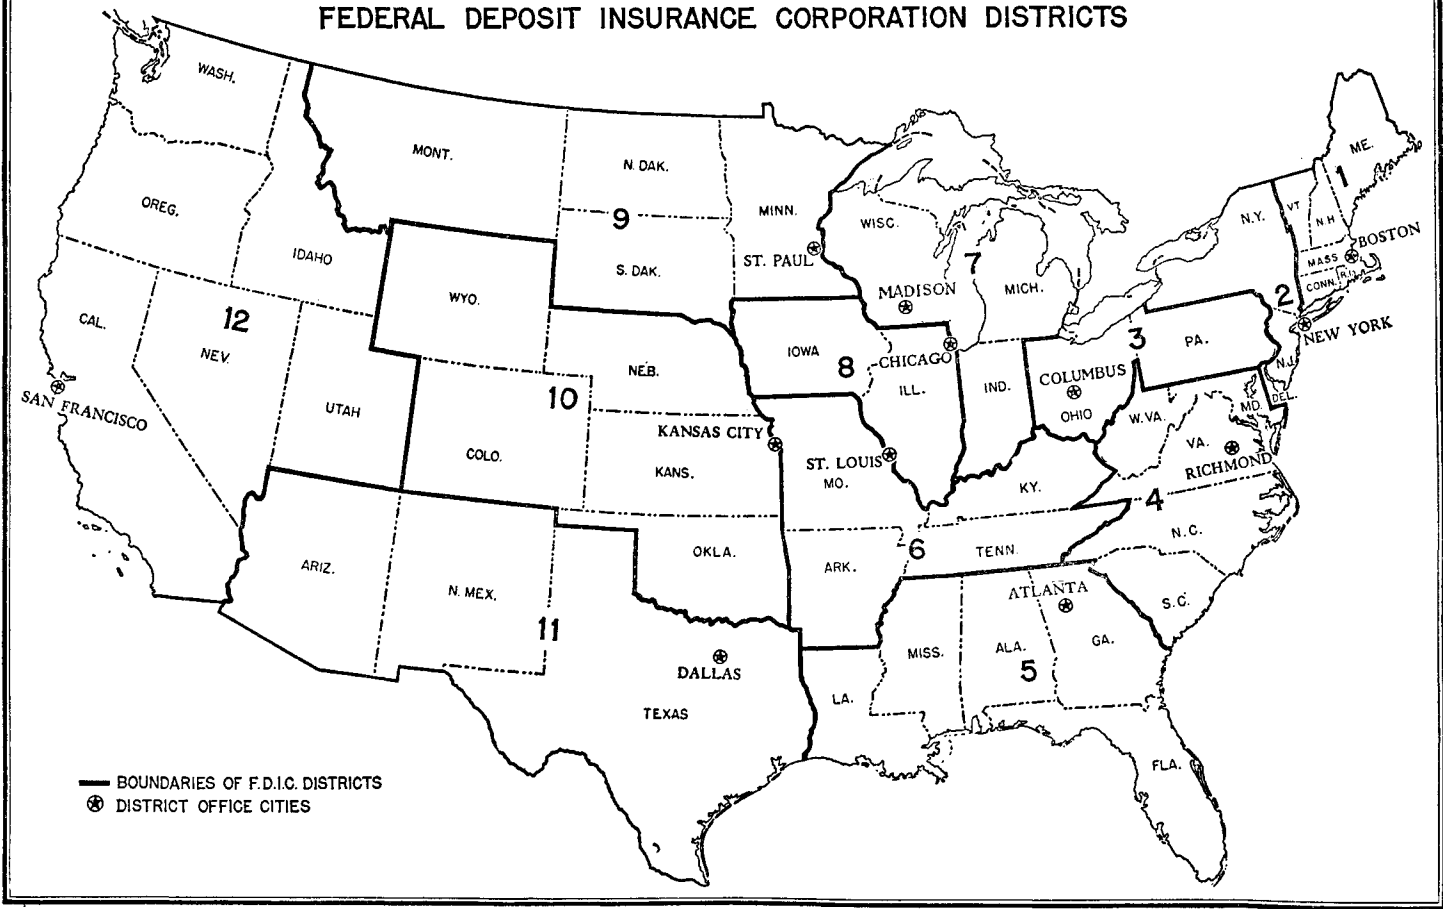 FEDERAL DEPOSIT INSURANCE CORPORATION DISTRICTS
WASH.
MONT.
N. DAK.
MINN.
ME.
1
OREG.
IDAHO
9
S. DAK.
ST. PAUL
WISC.
7
MICH.
MADISON
N.Y.
VT
N.H
BOSTON
MASS
CONN.
R.I.
2
NEW YORK
WYO.
CAL.
12
NEV.
UTAH
SAN FRANCISCO
10
NEB.
IOWA
8
CHICAGO
ILL.
IND.
3
COLUMBUS
OHIO
PA.
N.J.
DEL.
MD.
W.VA.
VA.
RICHMOND
COLO.
KANSAS CITY
KANS.
ST. LOUIS
MO.
KY.
4
N.C.
ARIZ.
N. MEX.
OKLA.
ARK.
6
TENN.
ATLANTA
S.C.
11
DALLAS
TEXAS
LA.
MISS.
ALA.
5
GA.
FLA.
BOUNDARIES OF F.D.I.C. DISTRICTS
DISTRICT OFFICE CITIES